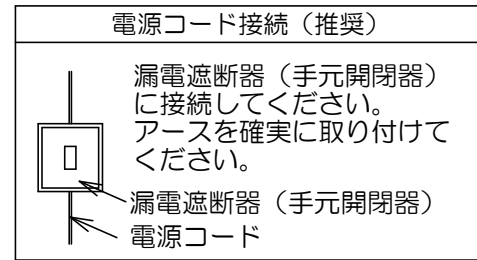 電源コード接続（推奨）
漏電遮断器（手元開閉器）
に接続してください。
アースを確実に取り付けて
ください。
漏電遮断器（手元開閉器）
電源コード